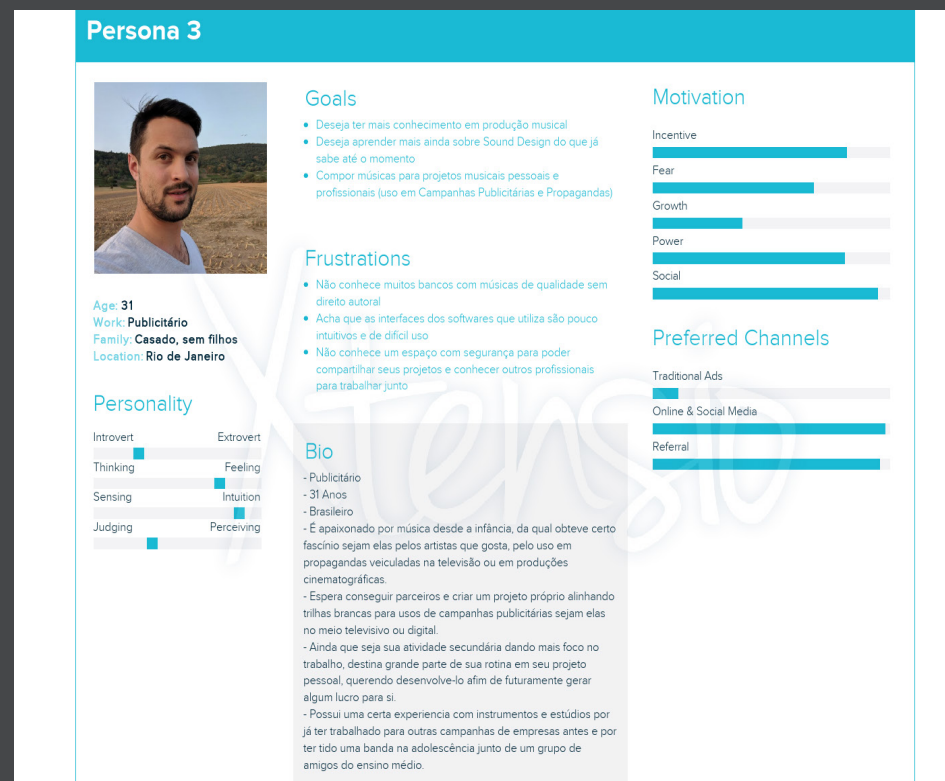 Persona 3
Age: 31
Work: Publicitário
Family: Casado, sem filhos
Location: Rio de Janeiro
Personality
Introvert Extrovert
Thinking Feeling
Sensing Intuition
Judging Perceiving
Goals
Deseja ter mais conhecimento em produção musical
Deseja aprender mais ainda sobre Sound Design do que já
sabe até o momento
Compor músicas para projetos musicais pessoais e
profissionais (uso em Campanhas Publicitárias e Propagandas)
Frustrations
Não conhece muitos bancos com músicas de qualidade sem
direito autoral
Acha que as interfaces dos softwares que utiliza são pouco
intuitivos e de difícil uso
Não conhece um espaço com segurança para poder
compartilhar seus projetos e conhecer outros profissionais
para trabalhar junto
Bio
- Publicitário
- 31 Anos
- Brasileiro
- É apaixonado por música desde a infância, da qual obteve certo
fascínio sejam elas pelos artistas que gosta, pelo uso em
propagandas veiculadas na televisão ou em produções
cinematográficas.
- Espera conseguir parceiros e criar um projeto próprio alinhando
trilhas brancas para usos de campanhas publicitárias sejam elas
no meio televisivo ou digital.
- Ainda que seja sua atividade secundária dando mais foco no
trabalho, destina grande parte de sua rotina em seu projeto
pessoal, querendo desenvolve-lo afim de futuramente gerar
algum lucro para si.
- Possui uma certa experiencia com instrumentos e estúdios por
já ter trabalhado para outras campanhas de empresas antes e por
ter tido uma banda na adolescência junto de um grupo de
amigos do ensino médio.
Motivation
Incentive
Fear
Growth
Power
Social
Preferred Channels
Traditional Ads
Online & Social Media
Referral
Xtensio